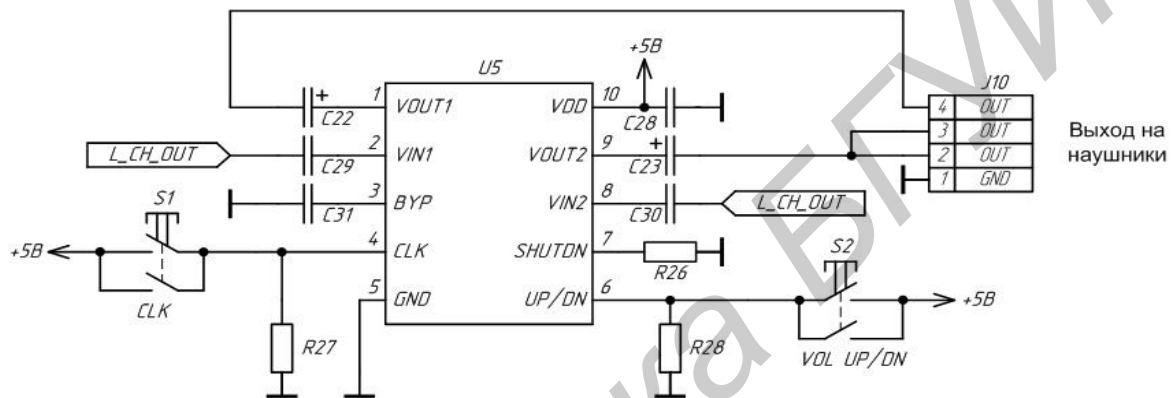 U5
+5В
J10
1 VOUT1
VDD 10
4 OUT
C22
C28
3 OUT
Выход на
наушники
L_CH_OUT
2 VIN1
VOUT2 9
2 OUT
C29
C23
1 GND
S1
3 BYP
VIN2 8
L_CH_OUT
C31
C30
+5В
4 CLK
SHUTDN 7
R26
S2
5 GND
UP/DN 6
+5В
CLK
R27
R28
VOL UP/DN
ка БГУИ